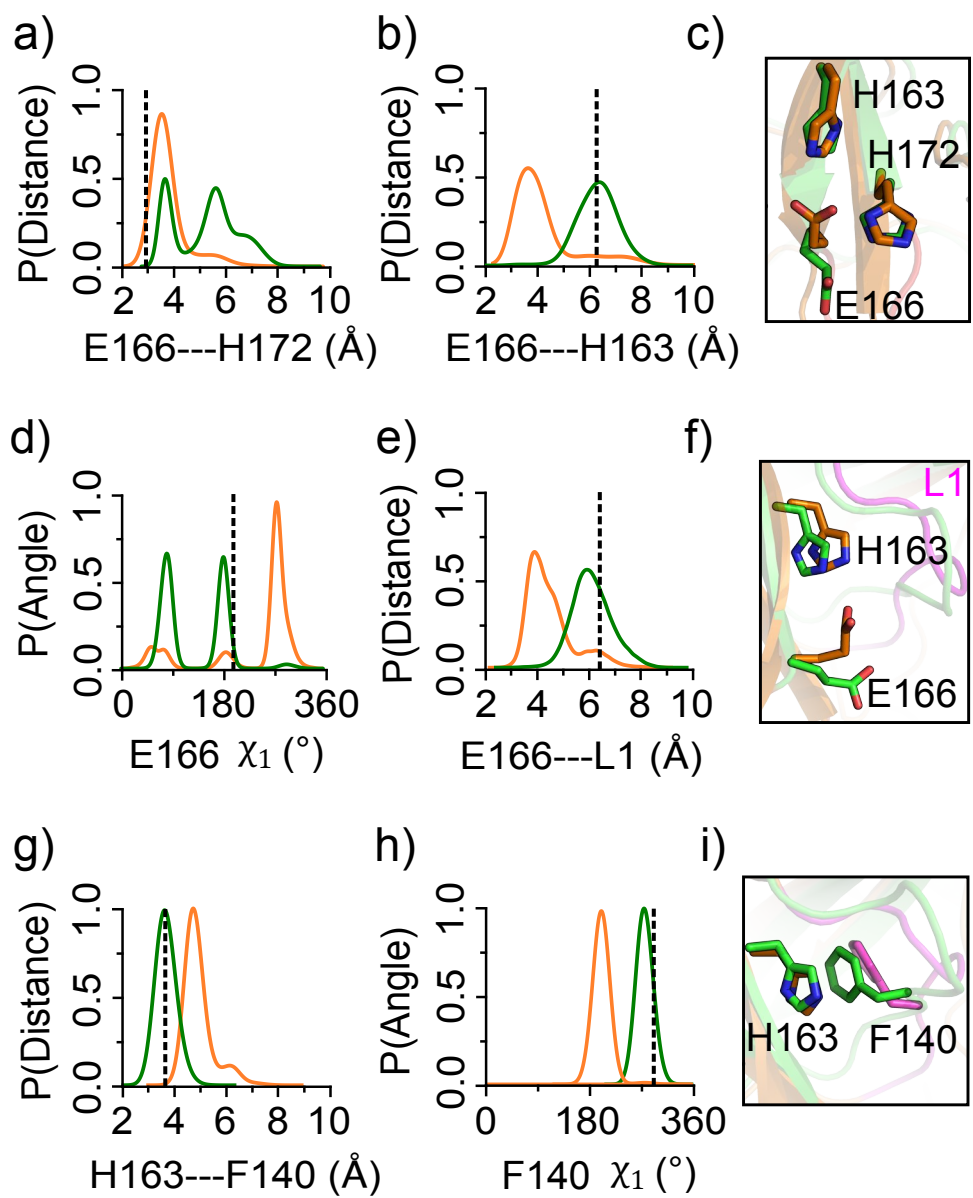 a)
P(Distance)
0.0 0.5 1.0
2 4 6 8 10
E166---H172 (Å)
b)
P(Distance)
0.0 0.5 1.0
2 4 6 8 10
E166---H163 (Å)
c)
H163
H172
E166
d)
P(Angle)
0.0 0.5 1.0
0 180 360
E166 χ1 (°)
e)
P(Distance)
0.0 0.5 1.0
2 4 6 8 10
E166---L1 (Å)
f)
L1
H163
E166
g)
P(Distance)
0.0 0.5 1.0
2 4 6 8 10
H163---F140 (Å)
h)
P(Angle)
0.0 0.5 1.0
0 180 360
F140 χ1 (°)
i)
H163
F140